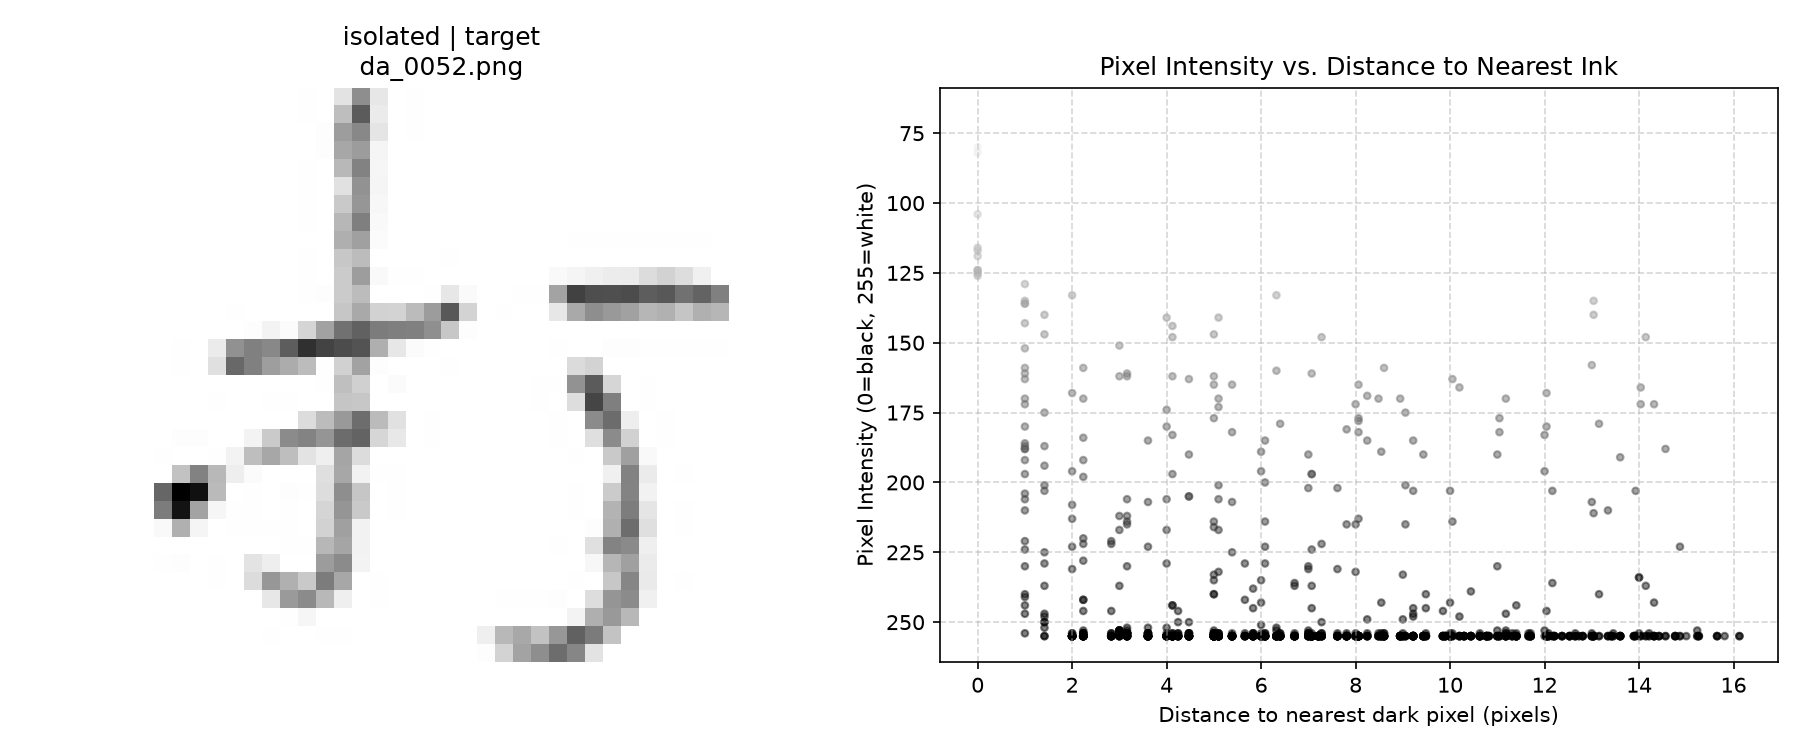 isolated | target
da_0052.png
打
Pixel Intensity vs. Distance to Nearest Ink
Pixel Intensity (0=black, 255=white)
75
100
125
150
175
200
225
250
0 2 4 6 8 10 12 14 16
Distance to nearest dark pixel (pixels)